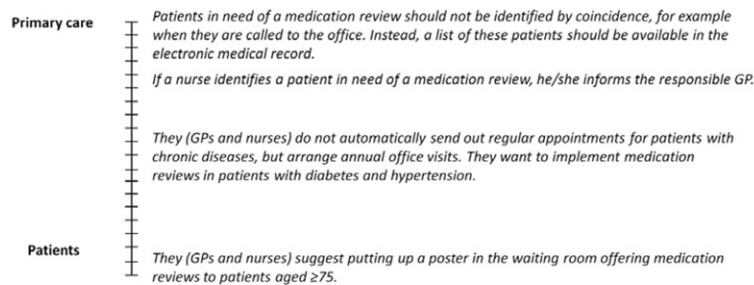 Primary care
Patients in need of a medication review should not be identified by coincidence, for example
when they are called to the office. Instead, a list of these patients should be available in the
electronic medical record.
If a nurse identifies a patient in need of a medication review, he/she informs the responsible GP.
They (GPs and nurses) do not automatically send out regular appointments for patients with
chronic diseases, but arrange annual office visits. They want to implement medication
reviews in patients with diabetes and hypertension.
Patients
They (GPs and nurses) suggest putting up a poster in the waiting room offering medication
reviews to patients aged ≥75.